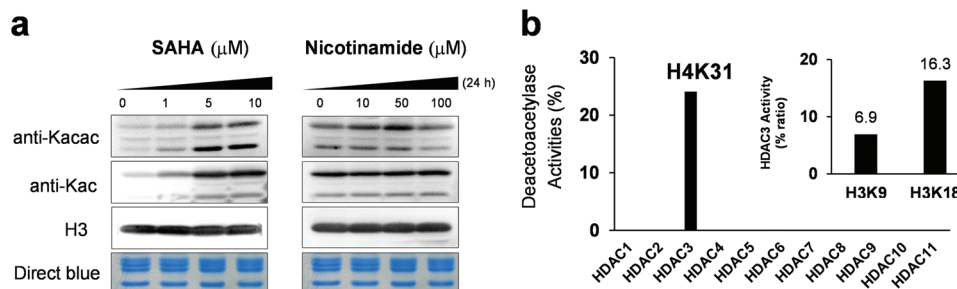 a
SAHA (μM)
Nicotinamide (μM)
(24 h)
0 1 5 10
0 10 50 100
anti-Kacac
anti-Kac
H3
Direct blue
b
Deacetoacetylase
Activities (%)
30
20
10
0
H4K31
HDAC1
HDAC2
HDAC3
HDAC4
HDAC5
HDAC6
HDAC7
HDAC8
HDAC9
HDAC10
HDAC11
HDAC3 Activity
(% ratio)
20
10
0
6.9
16.3
H3K9
H3K18